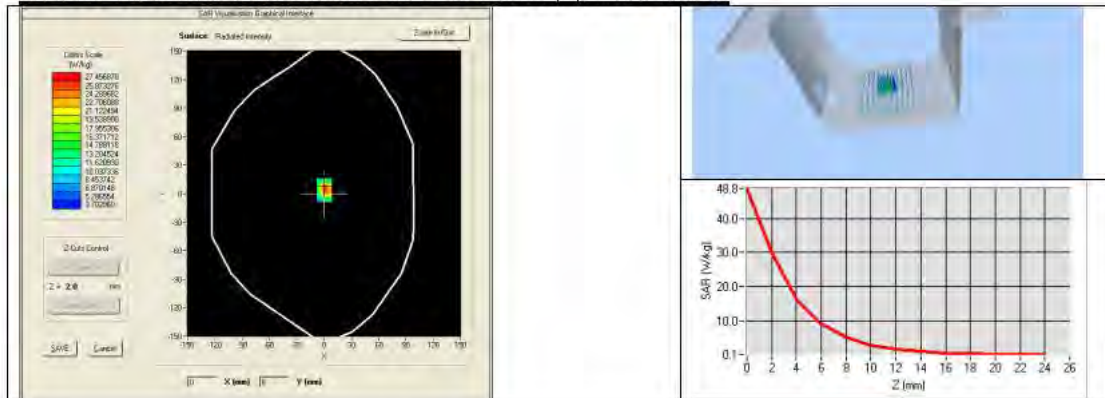 SAR Visualisation Graphical Interface
Surface: Radiated Intensity
Zoom In/Out
Colors Scale
(W/kg)
27.456870
25.873276
24.289682
22.706088
21.122494
19.538900
17.955306
16.371712
14.788118
13.204524
11.620930
10.037336
8.453742
6.870148
5.286554
3.702960
Z-Cuts Control
Z = 2.0 mm
SAVE
Cancel
150
120
90
60
30
0
-30
-60
-90
-120
-150
-150 -120 -90 -60 -30 0 30 60 90 120 150
X
0 X (mm) 8 Y (mm)
SAR (W/kg)
48.8
40.0
30.0
20.0
10.0
0.1
0 2 4 6 8 10 12 14 16 18 20 22 24 26
Z (mm)